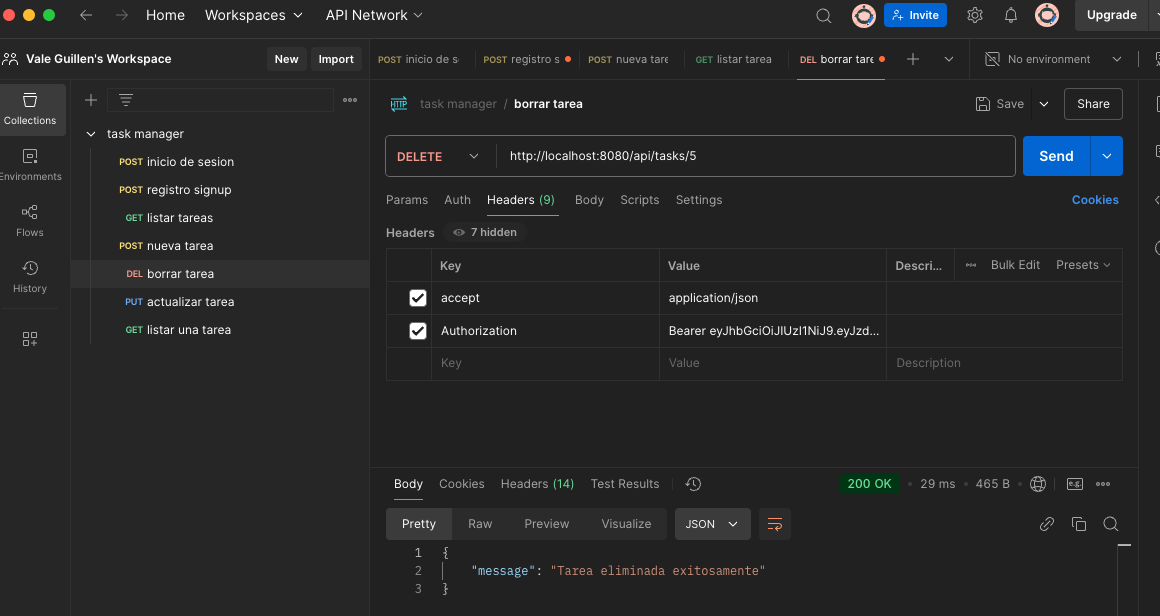 Home Workspaces API Network Invite Upgrade
Vale Guillen's Workspace New Import POST inicio de s POST registro s POST nueva tare GET listar tarea DEL borrar tare No environment
Collections
Environments
Flows
History
task manager
POST inicio de sesion
POST registro signup
GET listar tareas
POST nueva tarea
DEL borrar tarea
PUT actualizar tarea
GET listar una tarea
HTTP task manager / borrar tarea Save Share
DELETE http://localhost:8080/api/tasks/5 Send
Params Auth Headers (9) Body Scripts Settings Cookies
Headers 7 hidden
Key Value Descri... Bulk Edit Presets
accept application/json
Authorization Bearer eyJhbGciOiJIUzI1NiJ9.eyJzd...
Key Value Description
Body Cookies Headers (14) Test Results 200 OK • 29 ms • 465 B • e.g.
Pretty Raw Preview Visualize JSON
1 {
2 "message": "Tarea eliminada exitosamente"
3 }